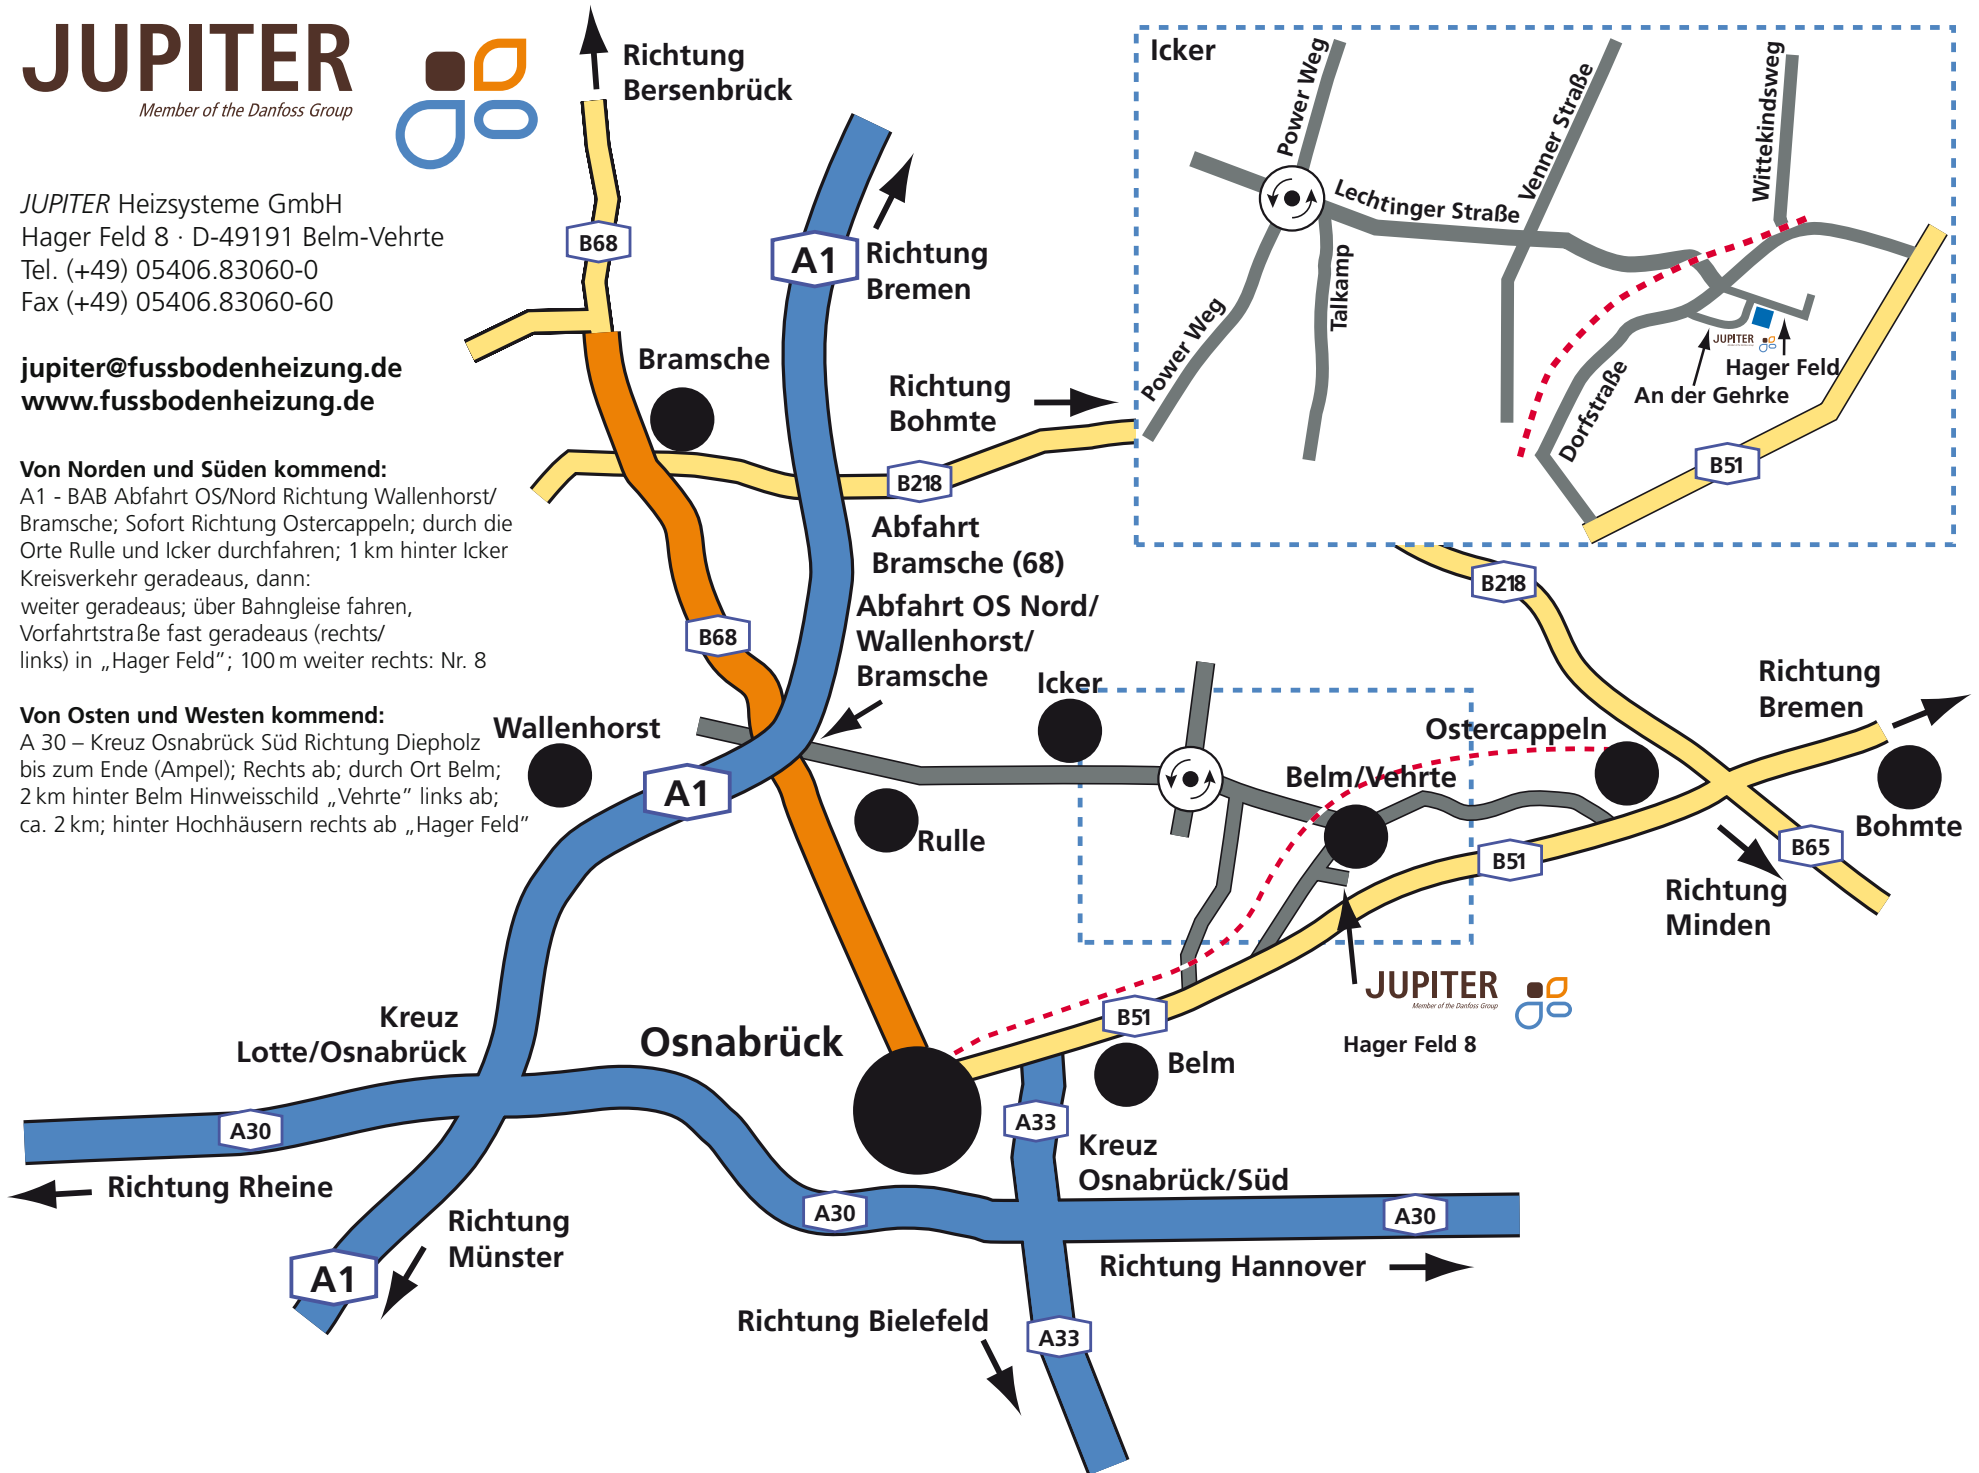 JUPITER
Member of the Danfoss Group
JUPITER Heizsysteme GmbH
Hager Feld 8 · D-49191 Belm-Vehrte
Tel. (+49) 05406.83060-0
Fax (+49) 05406.83060-60
jupiter@fussbodenheizung.de
www.fussbodenheizung.de
Von Norden und Süden kommend:
A1 - BAB Abfahrt OS/Nord Richtung Wallenhorst/
Bramsche; Sofort Richtung Ostercappeln; durch die
Orte Rulle und Icker durchfahren; 1 km hinter Icker
Kreisverkehr geradeaus, dann:
weiter geradeaus; über Bahngleise fahren,
Vorfahrtstraße fast geradeaus (rechts/
links) in „Hager Feld”; 100 m weiter rechts: Nr. 8
Von Osten und Westen kommend:
A 30 – Kreuz Osnabrück Süd Richtung Diepholz
bis zum Ende (Ampel); Rechts ab; durch Ort Belm;
2 km hinter Belm Hinweisschild „Vehrte” links ab;
ca. 2 km; hinter Hochhäusern rechts ab „Hager Feld”
Richtung
Bersenbrück
B68
A1
Richtung
Bremen
Bramsche
Richtung
Bohmte
B218
Abfahrt
Bramsche (68)
Abfahrt OS Nord/
Wallenhorst/
Bramsche
B68
Wallenhorst
A1
Rulle
Icker
Icker
Power Weg
Lechtinger Straße
Venner Straße
Wittekindsweg
Talkamp
Power Weg
JUPITER
Hager Feld
An der Gehrke
Dorfstraße
B51
B218
Richtung
Bremen
Ostercappeln
Belm/Vehrte
Bohmte
B65
B51
Richtung
Minden
JUPITER
Member of the Danfoss Group
Hager Feld 8
B51
Belm
Osnabrück
Kreuz
Lotte/Osnabrück
A30
Richtung Rheine
Richtung
Münster
A1
A30
A33
Kreuz
Osnabrück/Süd
A30
Richtung Hannover
Richtung Bielefeld
A33